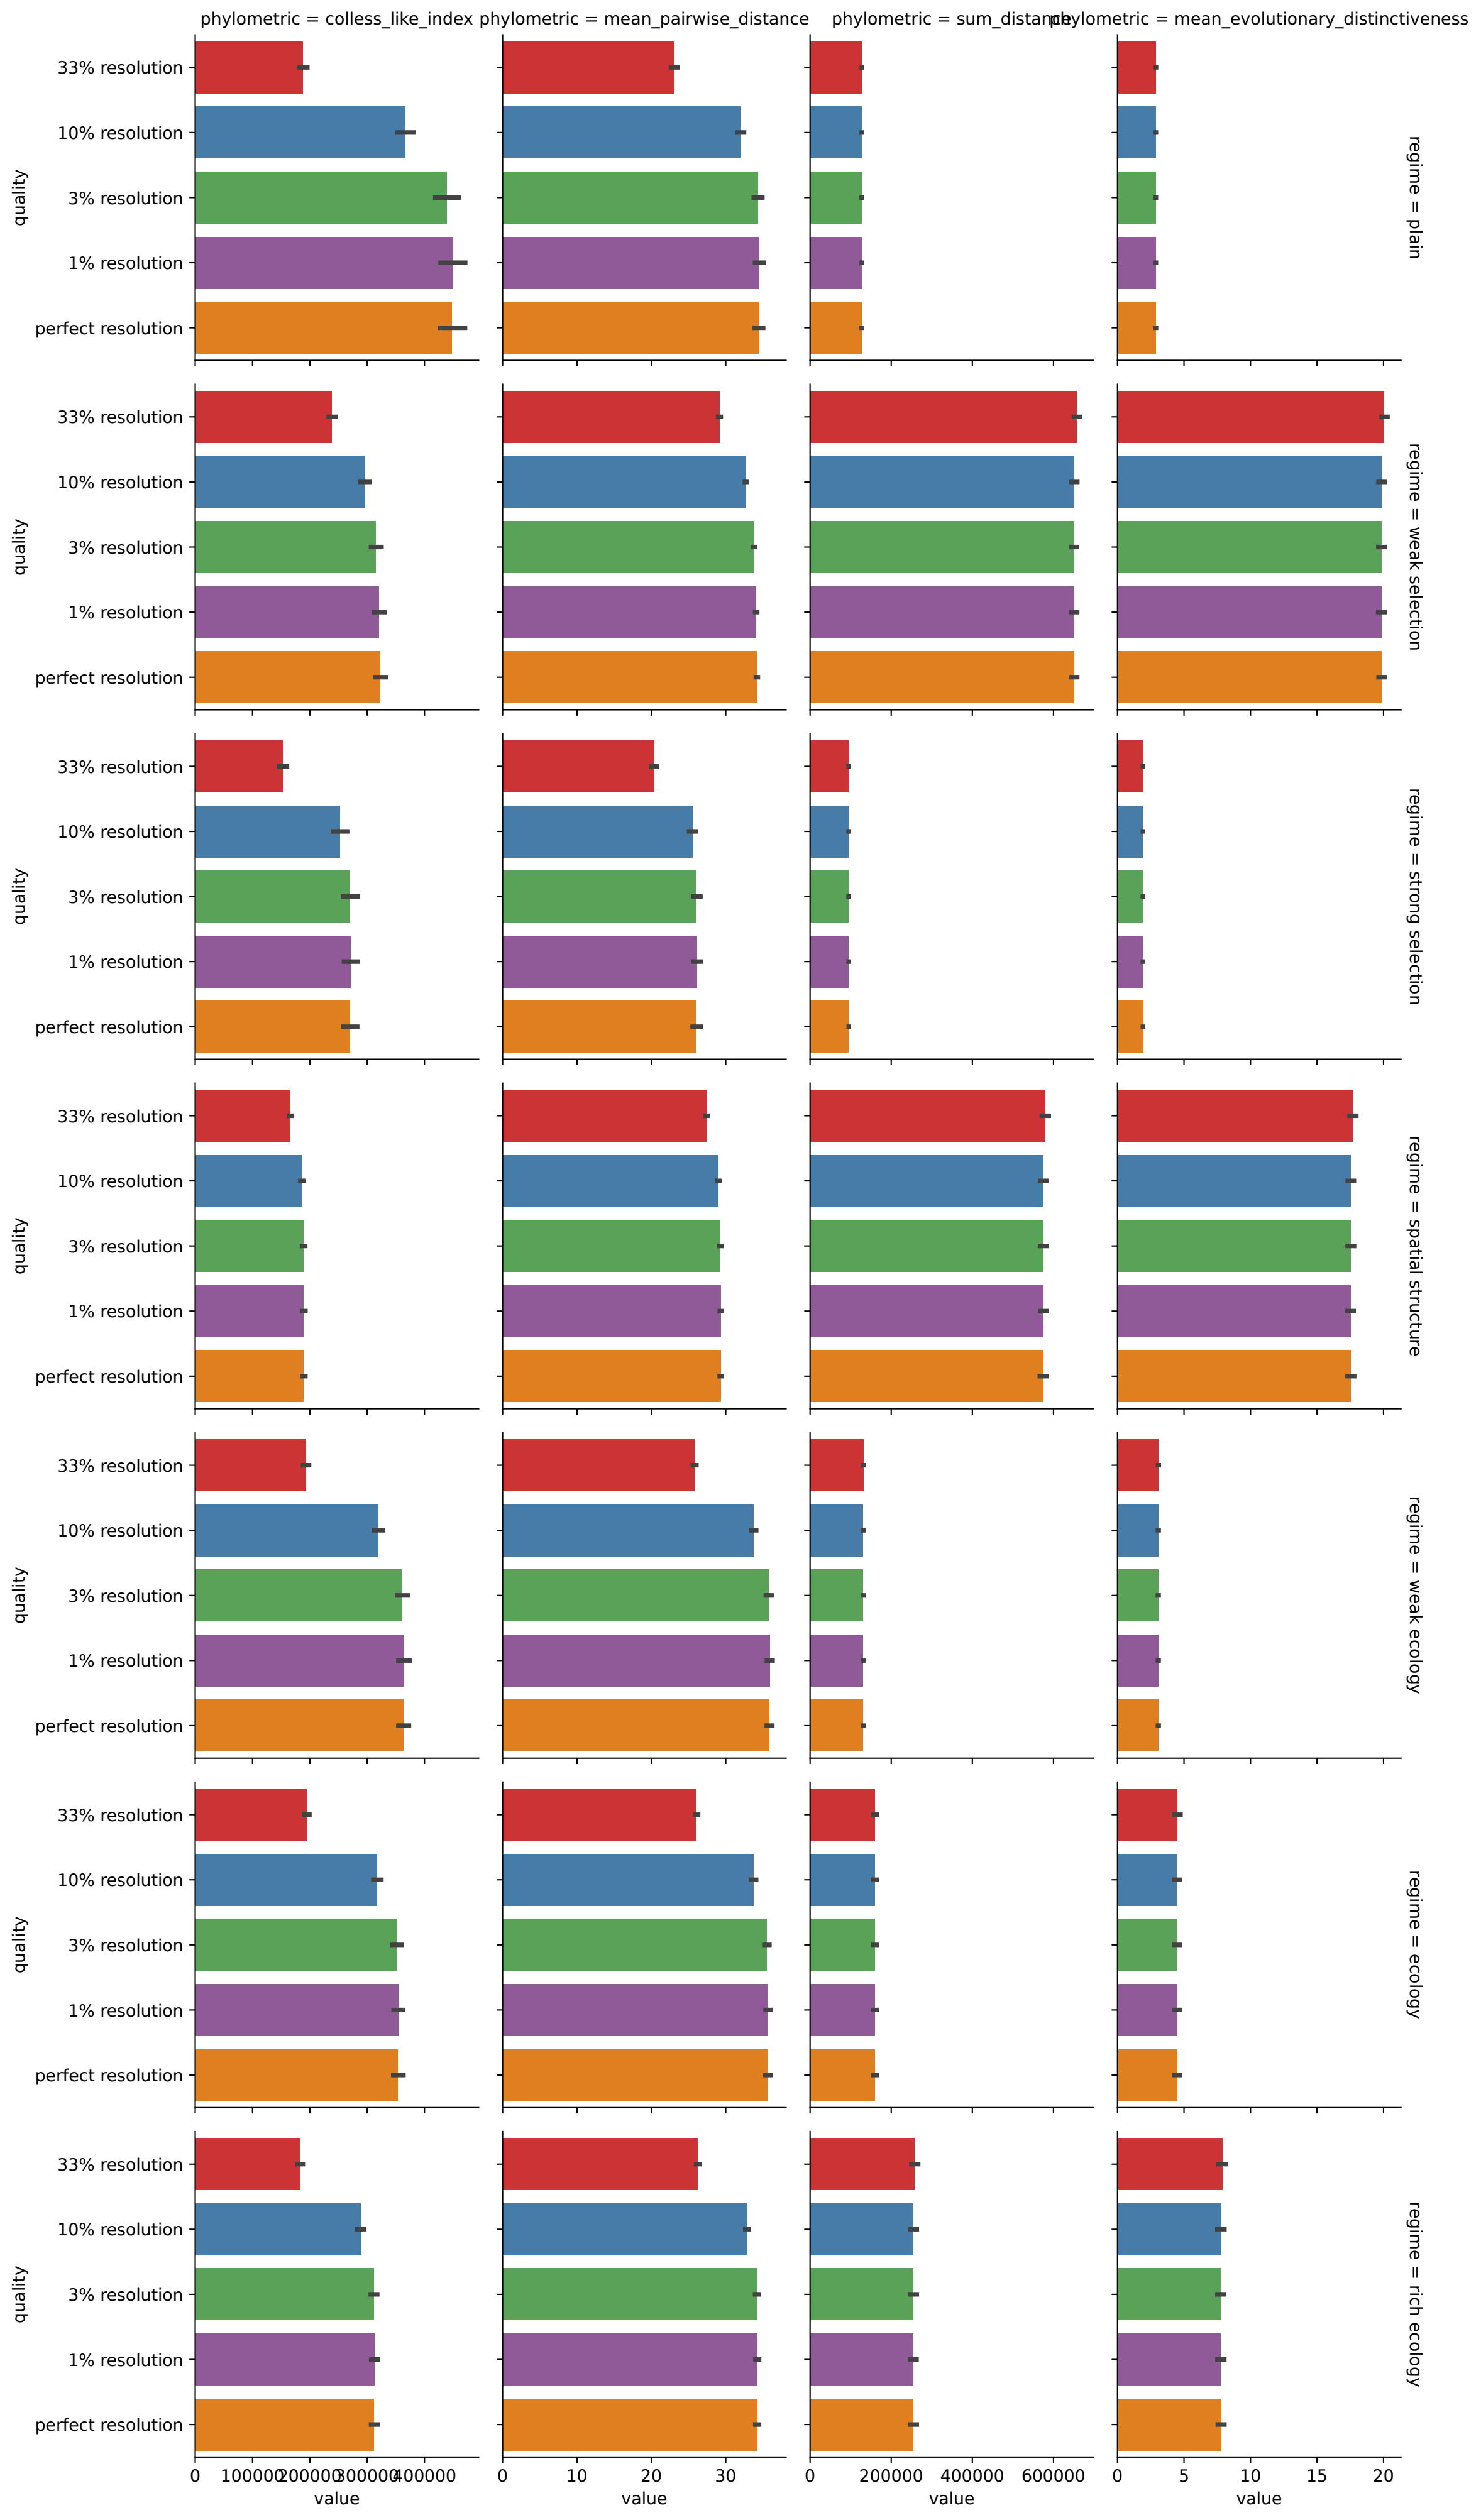 phylometric = colless_like_index phylometric = mean_pairwise_distance phylometric = sum_distance phylometric = mean_evolutionary_distinctiveness
33% resolution
10% resolution
quality 3% resolution
1% resolution
perfect resolution
regime = plain
33% resolution
10% resolution
quality 3% resolution
1% resolution
perfect resolution
regime = weak selection
33% resolution
10% resolution
quality 3% resolution
1% resolution
perfect resolution
regime = strong selection
33% resolution
10% resolution
quality 3% resolution
1% resolution
perfect resolution
regime = spatial structure
33% resolution
10% resolution
quality 3% resolution
1% resolution
perfect resolution
regime = weak ecology
33% resolution
10% resolution
quality 3% resolution
1% resolution
perfect resolution
regime = ecology
33% resolution
10% resolution
quality 3% resolution
1% resolution
perfect resolution
regime = rich ecology
0 100000 200000 300000 400000 0 10 20 30 0 200000 400000 600000 0 5 10 15 20
value value value value